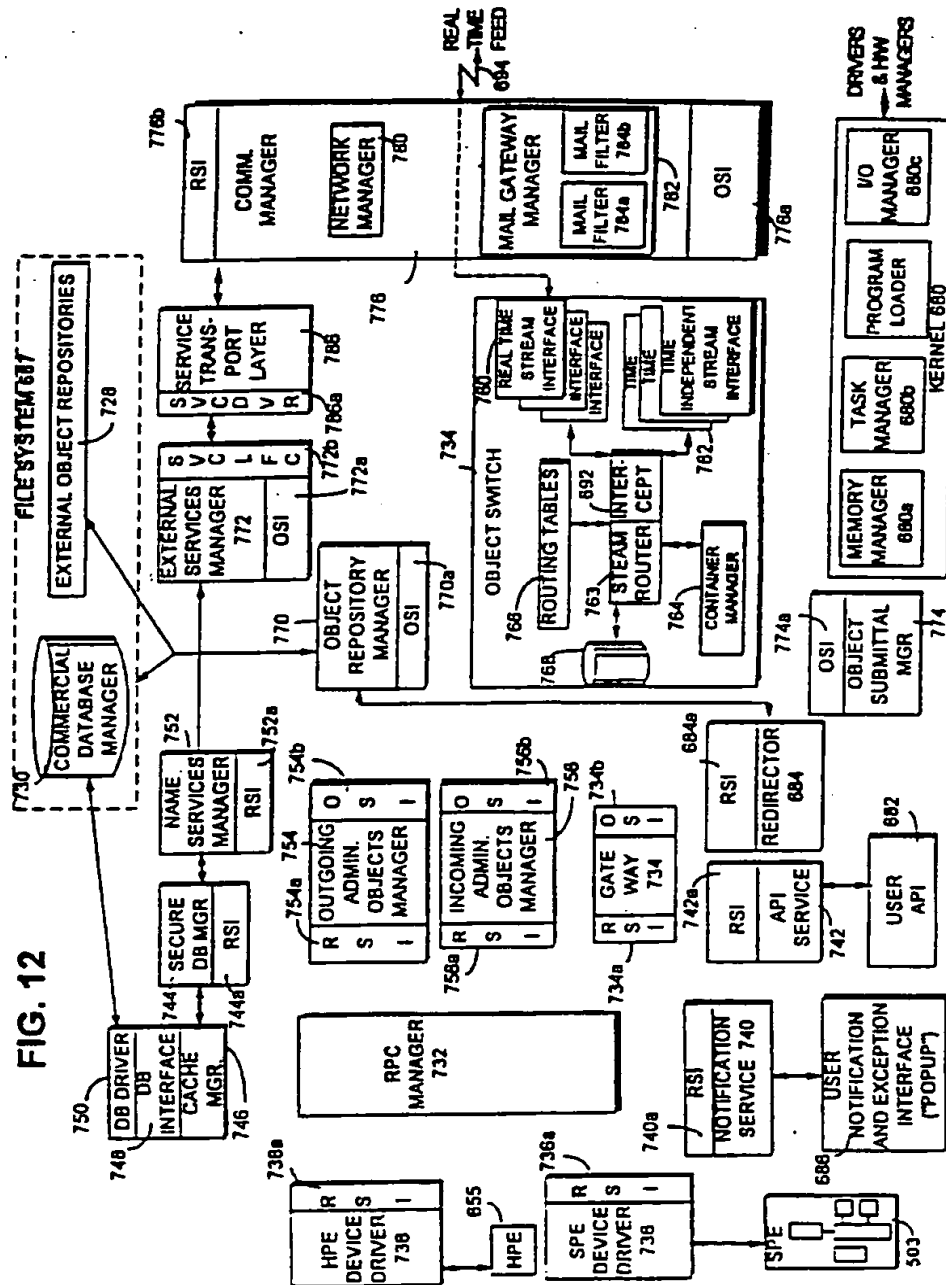 FIG. 12
730
COMMERCIAL
DATABASE
MANAGER
FILE SYSTEM 687
EXTERNAL OBJECT REPOSITORIES
728
750
DB DRIVER
DB
INTERFACE
CACHE
MGR.
748
746
744
SECURE
DB MGR
RSI
744a
NAME
SERVICES
MANAGER
RSI
752
752a
EXTERNAL
SERVICES
MANAGER
772
OSI
S
V
C
L
F
C
772b
772a
S
V
C
D
V
R
SERVICE
TRANS-
PORT
LAYER
786
786a
776b
RSI
COMM.
MANAGER
NETWORK
MANAGER
780
776
REAL
TIME
FEED
694
MAIL GATEWAY
MANAGER
MAIL
FILTER
784a
MAIL
FILTER
784b
782
OSI
776a
770
OBJECT
REPOSITORY
MANAGER
OSI
770a
754a
R
S
I
754
OUTGOING
ADMIN.
OBJECTS
MANAGER
O
S
I
754b
756a
R
S
I
INCOMING
ADMIN.
OBJECTS
MANAGER
O
S
I
756b
756
734a
R
S
I
GATE
WAY
734
O
S
I
734b
734
OBJECT SWITCH
ROUTING TABLES
768
692
763
STEAM
ROUTER
INTER-
CEPT
CONTAINER
MANAGER
764
REAL TIME
STREAM
INTERFACE
INTERFACE
INTERFACE
780
TIME
TIME
TIME
INDEPENDENT
STREAM
INTERFACE
782
738a
HPE
DEVICE
DRIVER
738
R
S
I
655
HPE
RPC
MANAGER
732
736a
SPE
DEVICE
DRIVER
R
S
I
SPE
503
740a
RSI
NOTIFICATION
SERVICE 740
USER
NOTIFICATION
AND EXCEPTION
INTERFACE
("POPUP")
742a
RSI
API
SERVICE
742
USER
API
682
684a
RSI
REDIRECTOR
684
774a
OSI
OBJECT
SUBMITTAL
MGR
774
MEMORY
MANAGER
680a
TASK
MANAGER
680b
PROGRAM
LOADER
I/O
MANAGER
680c
KERNEL 680
DRIVERS
& HW
MANAGERS